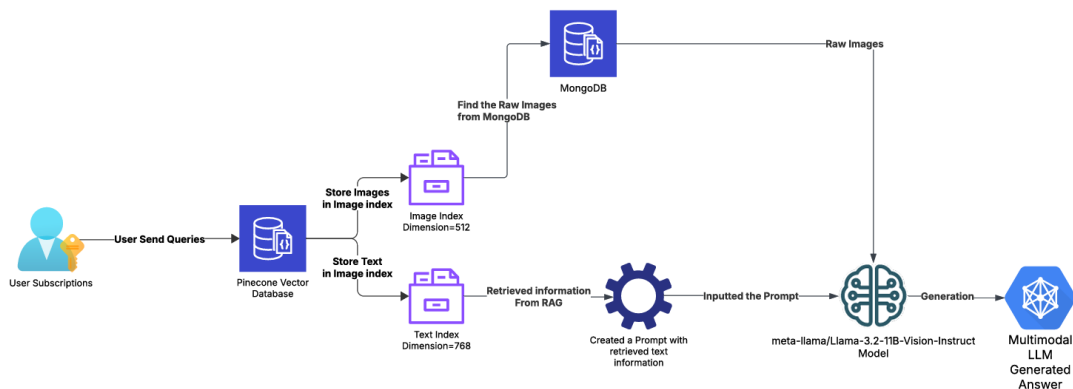 User Subscriptions
User Send Queries
Pinecone Vector
Database
Store Images
in Image index
Store Text
in Image index
Image Index
Dimension=512
Text Index
Dimension=768
Find the Raw Images
from MongoDB
MongoDB
Raw Images
Retrieved information
From RAG
Created a Prompt with
retrieved text
information
Inputted the Prompt
meta-llama/Llama-3.2-11B-Vision-Instruct
Model
Generation
Multimodal
LLM
Generated
Answer